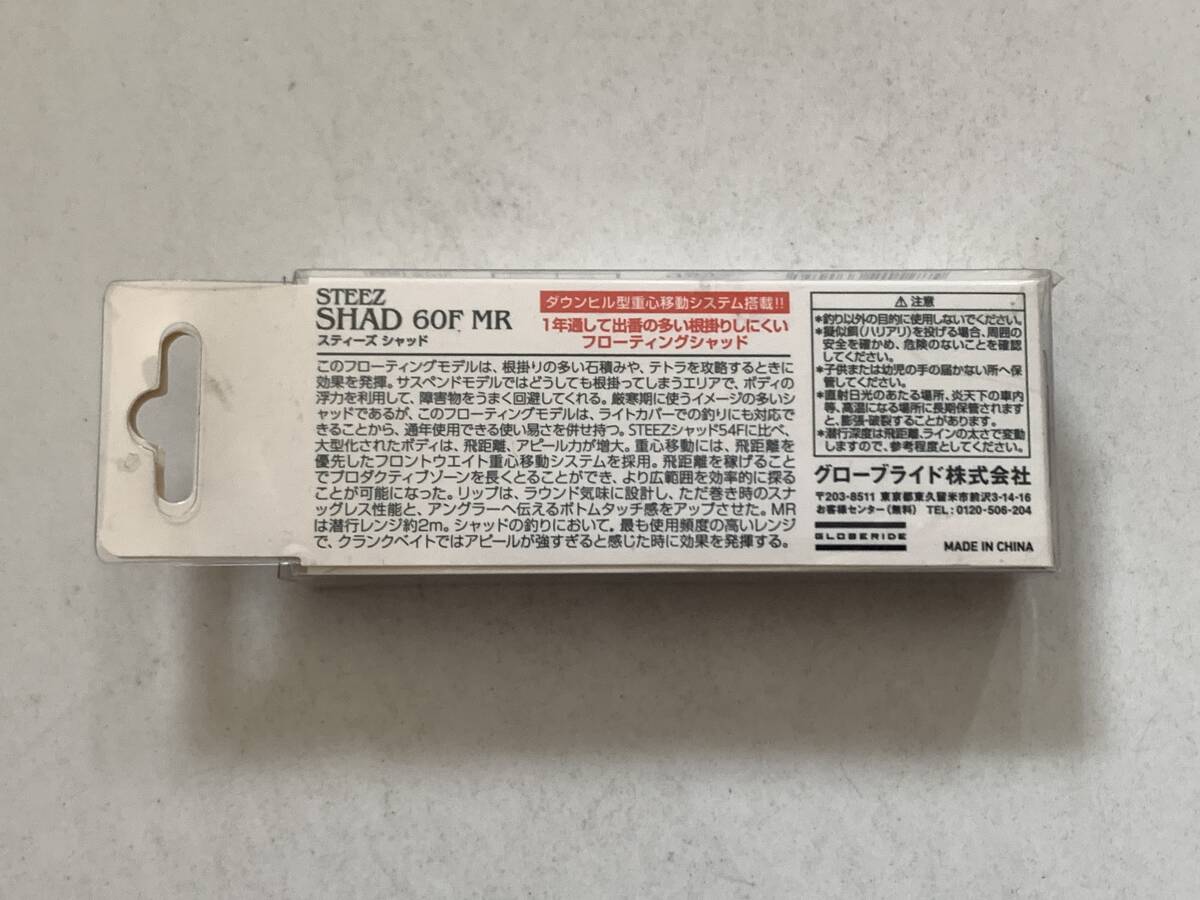 STEEZ
SHAD 60F MR
スティーズ シャッド
ダウンヒル型重心移動システム搭載!!
1年通して出番の多い根掛りしにくい
フローティングシャッド
このフローティングモデルは、根掛りの多い石積みや、テトラを攻略するときに
効果を発揮。サスペンドモデルではどうしても根掛ってしまうエリアで、ボディの
浮力を利用して、障害物をうまく回避してくれる。厳寒期に使うイメージの多いシ
ャッドであるが、このフローティングモデルは、ライトカバーでの釣りにも対応で
きることから、通年使用できる使い易さを併せ持つ。STEEZシャッド54Fに比べ、
大型化されたボディは、飛距離、アピール力が増大。重心移動には、飛距離を
優先したフロントウエイト重心移動システムを採用。飛距離を稼げること
でプロダクティブゾーンを長くとることができ、より広範囲を効率的に探る
ことが可能になった。リップは、ラウンド気味に設計し、ただ巻き時のスナ
ッグレス性能と、アングラーへ伝えるボトムタッチ感をアップさせた。MR
は潜行レンジ約2m。シャッドの釣りにおいて。最も使用頻度の高いレンジ
で、クランクベイトではアピールが強すぎると感じた時に効果を発揮する。
⚠ 注意
*釣り以外の目的に使用しないでください。
*擬似餌(ハリアリ)を投げる場合、周囲の
安全を確かめ、危険のないことを確認
してください。
*子供または幼児の手の届かない所へ保
管してください。
*直射日光のあたる場所、炎天下の車内
等、高温になる場所に長期保管されます
と、膨張・破裂することがあります。
*潜行深度は飛距離、ラインの太さで変動
しますので、参考程度としてください。
グローブライド株式会社
〒203-8511 東京都東久留米市前沢3-14-16
お客様センター(無料) TEL:0120-506-204
GLOBERIDE
MADE IN CHINA